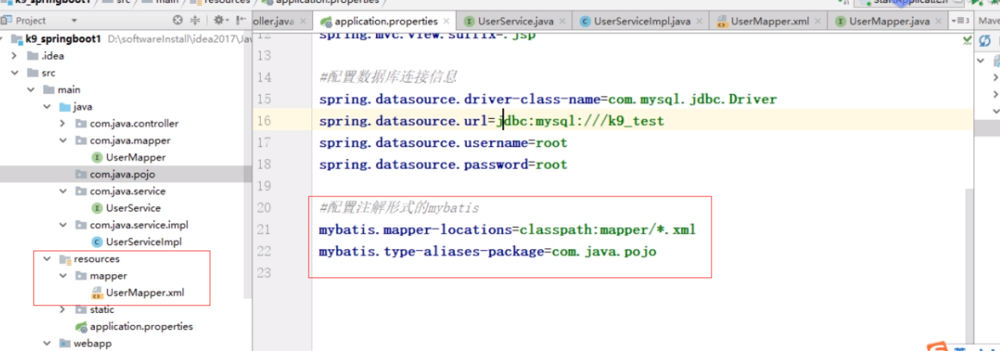 k9_springboot1 src main resources application.properties
Project
oller.java application.properties UserService.java UserServiceImpl.java UserMapper.xml UserMapper.java
k9_springboot1 D:\softwareInstall\idea2017\Jav
.idea
src
main
java
com.java.controller
com.java.mapper
UserMapper
com.java.pojo
com.java.service
UserService
com.java.service.impl
UserServiceImpl
resources
mapper
UserMapper.xml
static
application.properties
webapp
12 spring.mvc.view.suffix=.jsp
13
14 #配置数据库连接信息
15 spring.datasource.driver-class-name=com.mysql.jdbc.Driver
16 spring.datasource.url=jdbc:mysql:///k9_test
17 spring.datasource.username=root
18 spring.datasource.password=root
19
20 #配置注解形式的mybatis
21 mybatis.mapper-locations=classpath:mapper/*.xml
22 mybatis.type-aliases-package=com.java.pojo
23